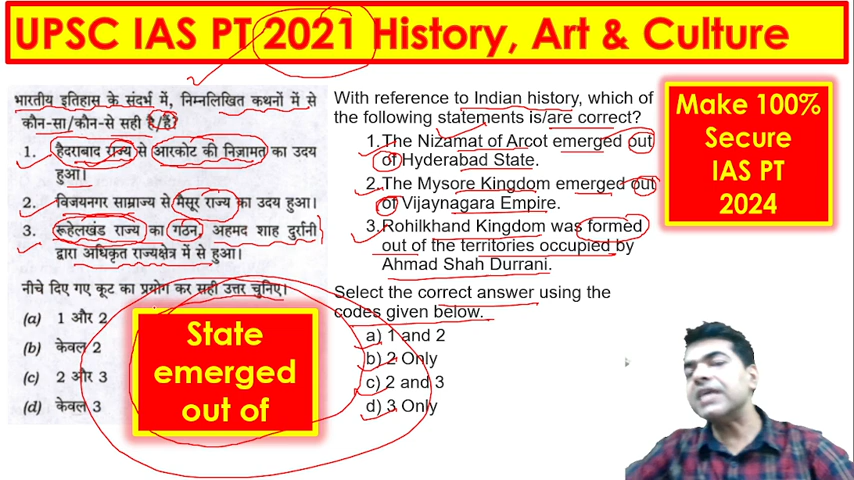 UPSC IAS PT 2021 History, Art & Culture
भारतीय इतिहास के संदर्भ में, निम्नलिखित कथनों में से
कौन-सा/कौन-से सही है/हैं?
1. हैदराबाद राज्य से आरकोट की निज़ामत का उदय
हुआ।
2. विजयनगर साम्राज्य से मैसूर राज्य का उदय हुआ।
3. रूहेलखंड राज्य का गठन, अहमद शाह दुर्रानी
द्वारा अधिकृत राज्यक्षेत्र में से हुआ।
नीचे दिए गए कूट का प्रयोग कर सही उत्तर चुनिए।
(a) 1 और 2
(b) केवल 2
(c) 2 और 3
(d) केवल 3
State
emerged
out of
With reference to Indian history, which of
the following statements is/are correct?
1. The Nizamat of Arcot emerged out
of Hyderabad State.
2. The Mysore Kingdom emerged out
of Vijaynagara Empire.
3. Rohilkhand Kingdom was formed
out of the territories occupied by
Ahmad Shah Durrani.
Select the correct answer using the
codes given below.
a) 1 and 2
b) 2 Only
c) 2 and 3
d) 3 Only
Make 100%
Secure
IAS PT
2024